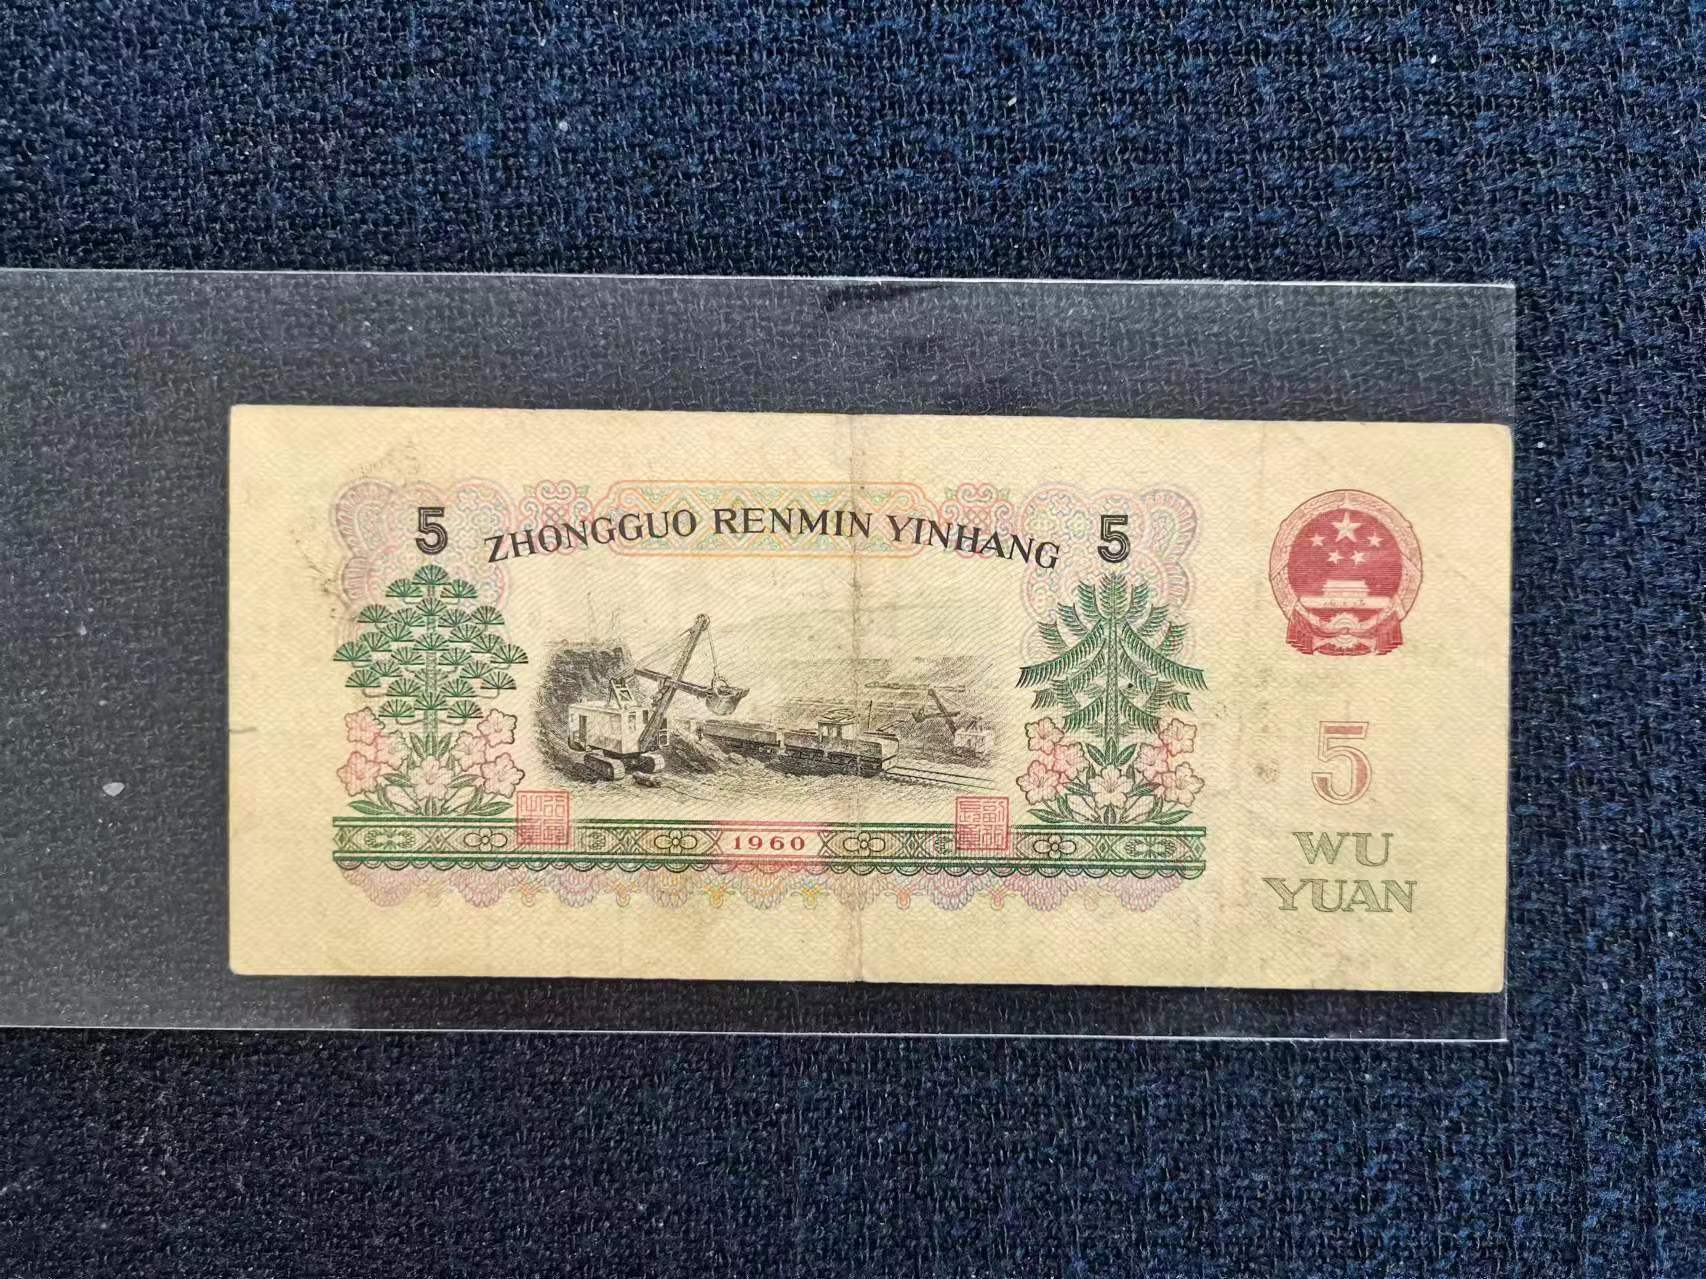 5 ZHONGGUO RENMIN YINHANG 5
1960
5
WU
YUAN